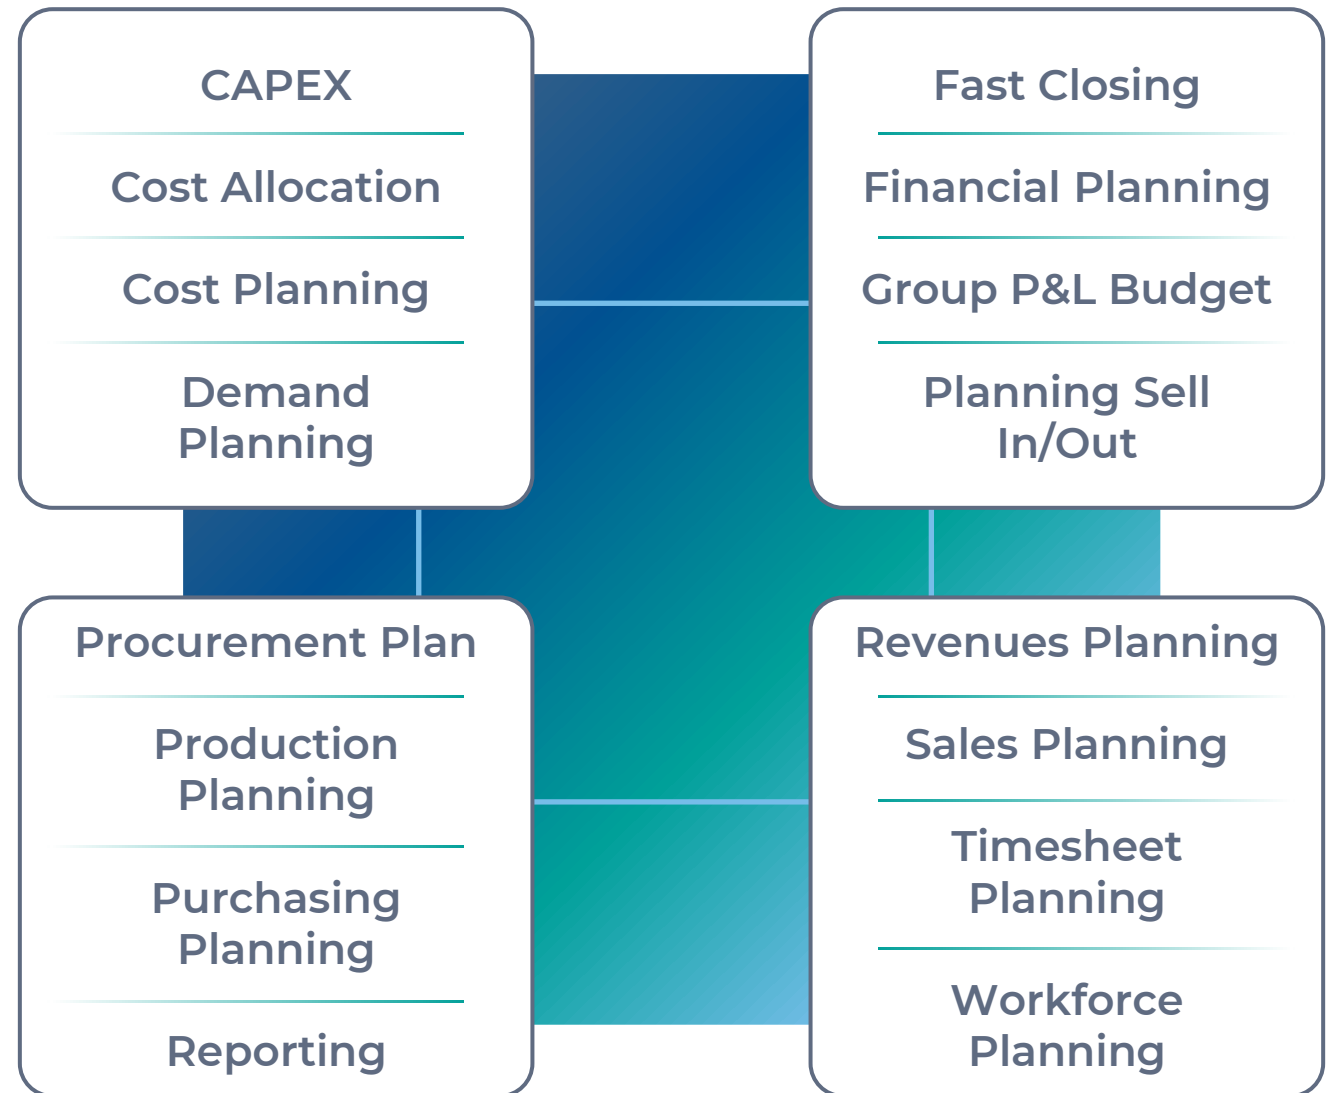 CAPEX
Cost Allocation
Cost Planning
Demand
Planning
Fast Closing
Financial Planning
Group P&L Budget
Planning Sell
In/Out
Procurement Plan
Production
Planning
Purchasing
Planning
Reporting
Revenues Planning
Sales Planning
Timesheet
Planning
Workforce
Planning